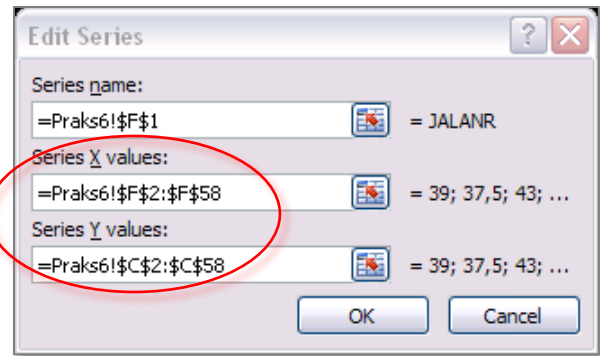 Edit Series
Series name:
=Praks6!$F$1 = JALANR
Series X values:
=Praks6!$F$2:$F$58 = 39; 37,5; 43; ...
Series Y values:
=Praks6!$C$2:$C$58 = 39; 37,5; 43; ...
OK Cancel